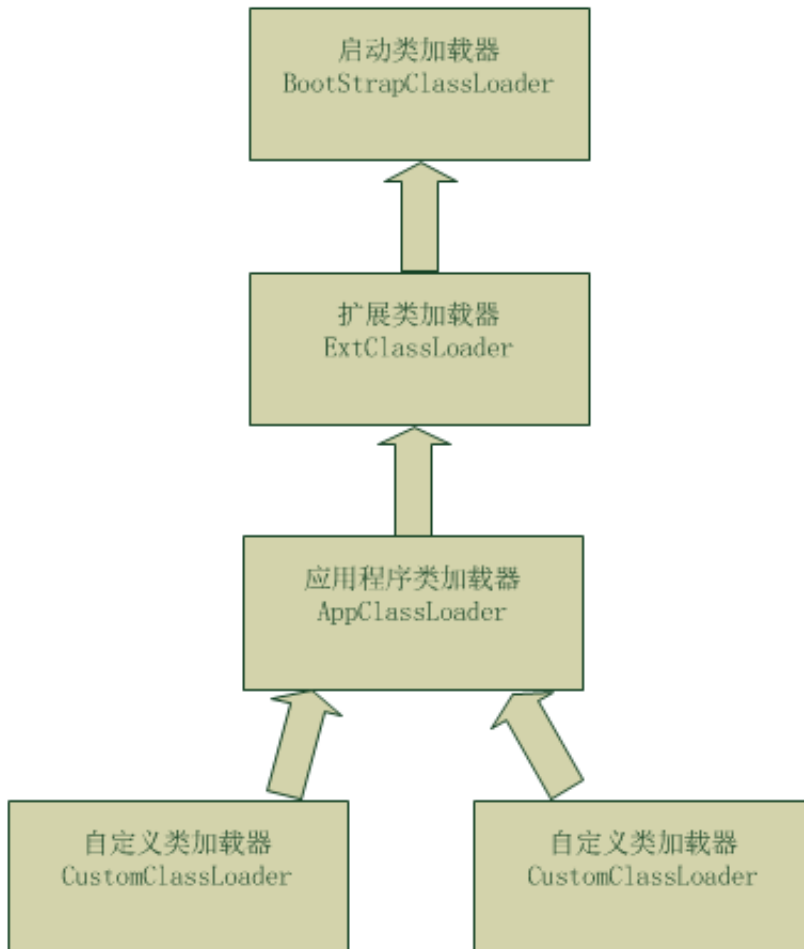 启动类加载器
BootStrapClassLoader
扩展类加载器
ExtClassLoader
应用程序类加载器
AppClassLoader
自定义类加载器
CustomClassLoader
自定义类加载器
CustomClassLoader